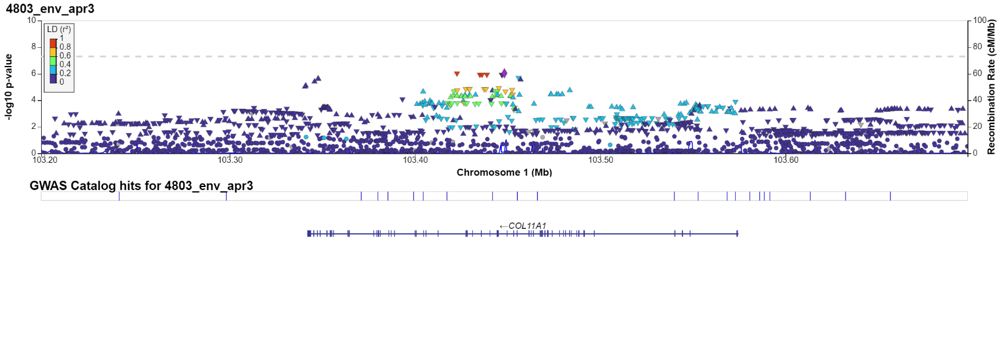 4803_env_apr3
10
8
6
4
2
0
-log10 p-value
LD (r²)
1
0.8
0.6
0.4
0.2
0
100
80
60
40
20
0
Recombination Rate (cM/Mb)
103.20 103.30 103.40 103.50 103.60
Chromosome 1 (Mb)
GWAS Catalog hits for 4803_env_apr3
←COL11A1